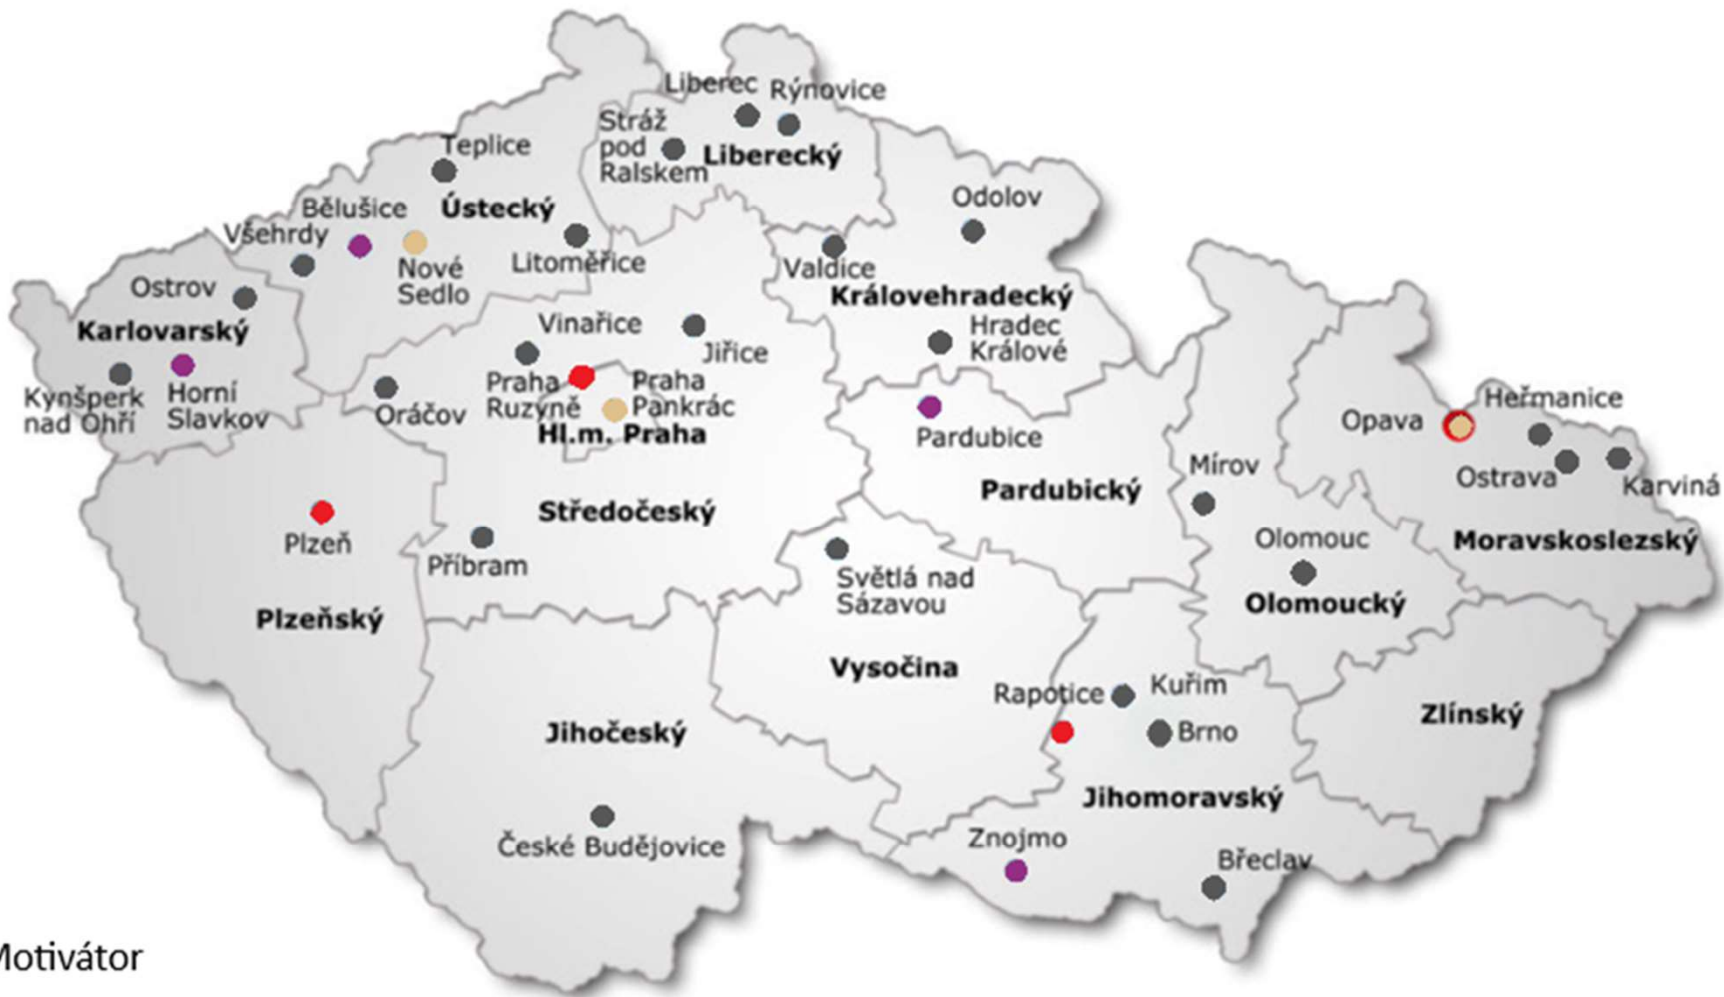 Liberec
Rýnovice
Stráž
pod
Ralskem
Liberecký
Teplice
Ústecký
Bělušice
Všehrdy
Nové
Sedlo
Litoměřice
Odolov
Valdice
Královehradecký
Hradec
Králové
Ostrov
Karlovarský
Kynšperk
nad Ohří
Horní
Slavkov
Vinařice
Jiřice
Oráčov
Praha
Ruzyně
Praha
Pankrác
Hl.m. Praha
Středočeský
Příbram
Pardubice
Pardubický
Heřmanice
Opava
Ostrava
Karviná
Moravskoslezský
Mírov
Olomouc
Olomoucký
Plzeň
Plzeňský
Světlá nad
Sázavou
Vysočina
Rapotice
Kuřim
Brno
Zlínský
Jihočeský
Jihomoravský
České Budějovice
Znojmo
Břeclav
Motivátor